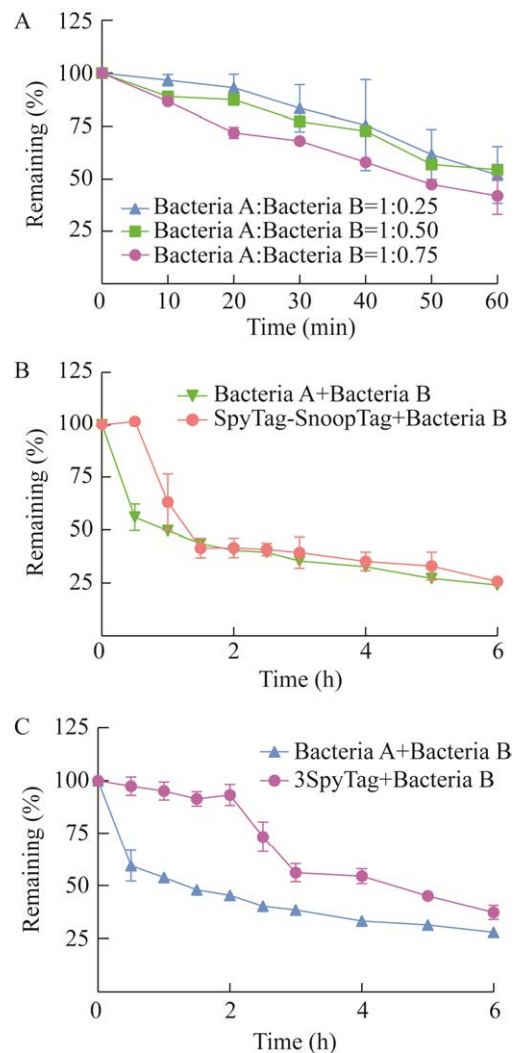 A
125
100
75
50
25
Remaining (%)
Bacteria A:Bacteria B=1:0.25
Bacteria A:Bacteria B=1:0.50
Bacteria A:Bacteria B=1:0.75
0 10 20 30 40 50 60
Time (min)
B
125
100
75
50
25
Remaining (%)
Bacteria A+Bacteria B
SpyTag-SnoopTag+Bacteria B
0 2 4 6
Time (h)
C
125
100
75
50
25
Remaining (%)
Bacteria A+Bacteria B
3SpyTag+Bacteria B
0 2 4 6
Time (h)